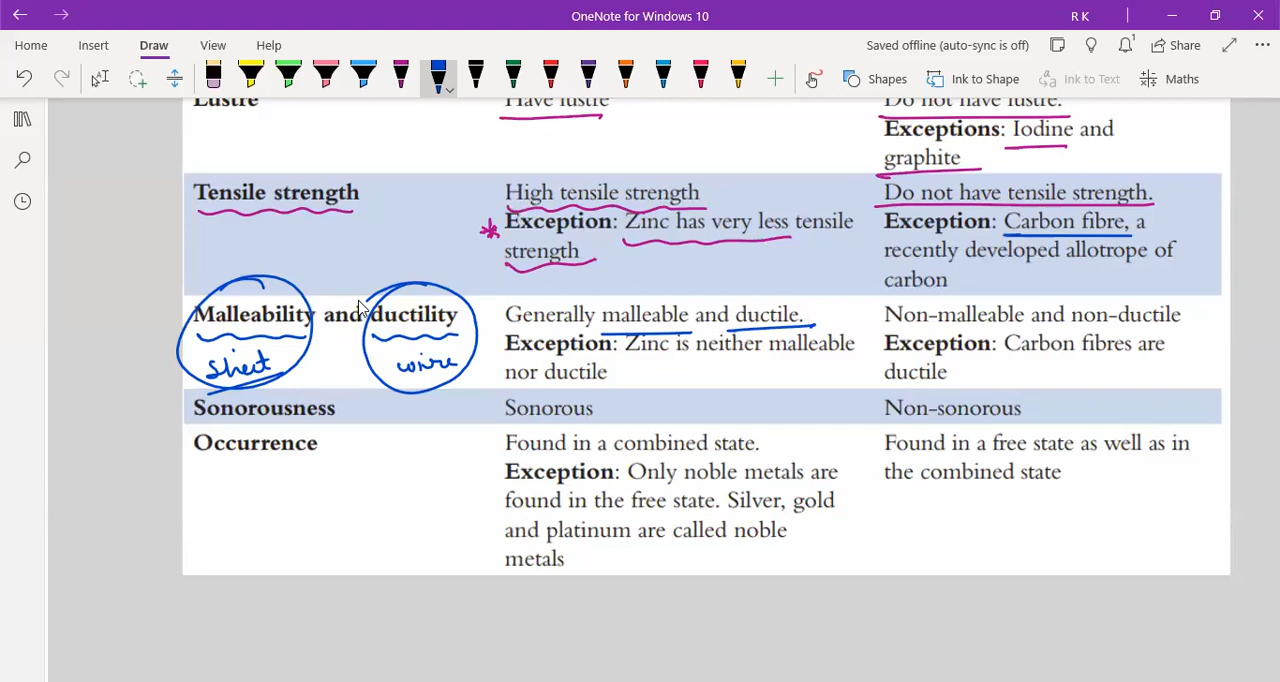 OneNote for Windows 10
R K
Home Insert Draw View Help
Saved offline (auto-sync is off)
Share
Shapes
Ink to Shape
Ink to Text
Maths
Lustre Have lustre Do not have lustre.
Exceptions: Iodine and
graphite
Tensile strength High tensile strength Do not have tensile strength.
Exception: Zinc has very less tensile Exception: Carbon fibre, a
strength recently developed allotrope of
carbon
Malleability and ductility Generally malleable and ductile. Non-malleable and non-ductile
sheet wire Exception: Zinc is neither malleable Exception: Carbon fibres are
nor ductile ductile
Sonorousness Sonorous Non-sonorous
Occurrence Found in a combined state. Found in a free state as well as in
Exception: Only noble metals are the combined state
found in the free state. Silver, gold
and platinum are called noble
metals